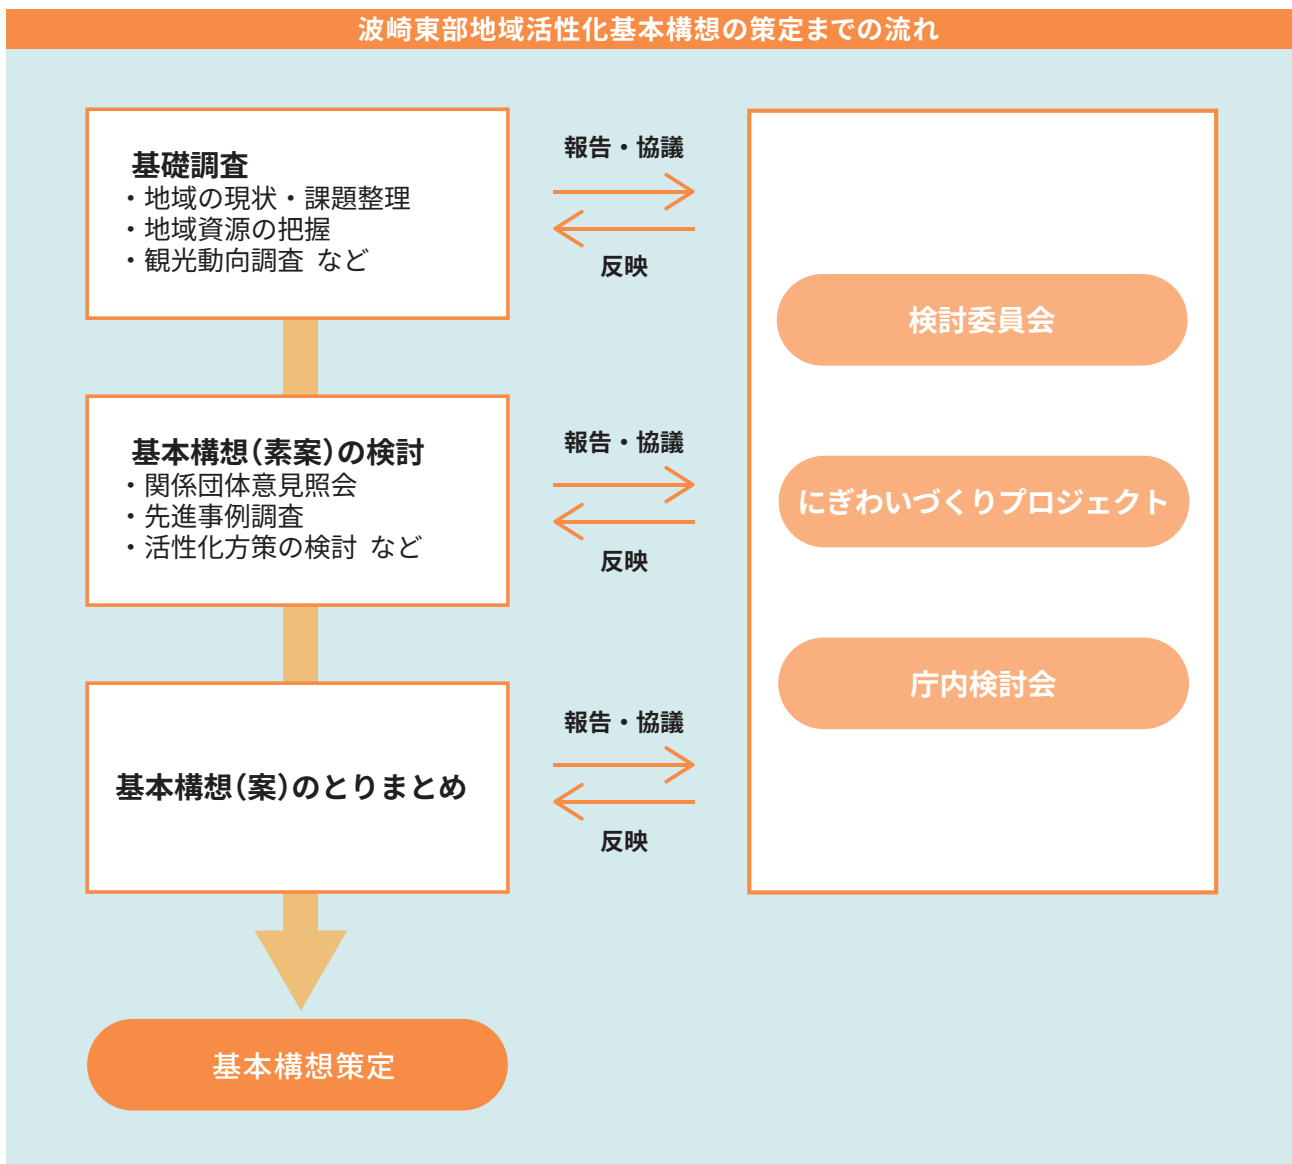 波崎東部地域活性化基本構想の策定までの流れ
基礎調査
・地域の現状・課題整理
・地域資源の把握
・観光動向調査 など
報告・協議
反映
基本構想(素案)の検討
・関係団体意見照会
・先進事例調査
・活性化方策の検討 など
報告・協議
反映
基本構想(案)のとりまとめ
報告・協議
反映
検討委員会
にぎわいづくりプロジェクト
庁内検討会
基本構想策定